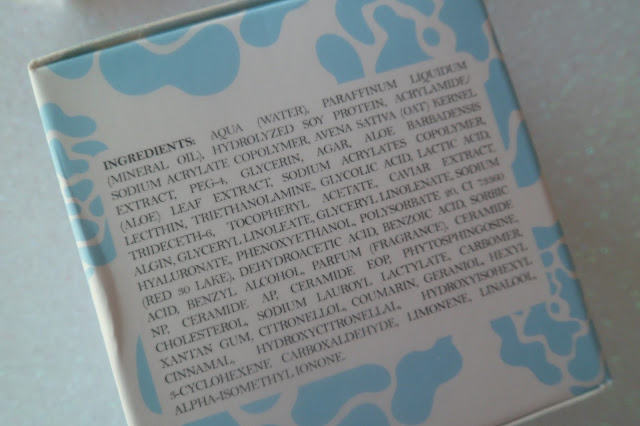 INGREDIENTS: AQUA (WATER), PARAFFINUM LIQUIDUM
(MINERAL OIL), HYDROLYZED SOY PROTEIN, ACRYLAMIDE/
SODIUM ACRYLATE COPOLYMER, AVENA SATIVA (OAT) KERNEL
EXTRACT, PEG-4, GLYCERIN, AGAR, ALOE BARBADENSIS
(ALOE) LEAF EXTRACT, SODIUM ACRYLATES COPOLYMER,
LECITHIN, TRIETHANOLAMINE, GLYCOLIC ACID, LACTIC ACID,
TRIDECETH-6, TOCOPHERYL ACETATE, CAVIAR EXTRACT,
ALGIN, GLYCERYL LINOLEATE, GLYCERYL LINOLENATE, SODIUM
HYALURONATE, PHENOXYETHANOL, POLYSORBATE 20, CI 73360
(RED 30 LAKE), DEHYDROACETIC ACID, BENZOIC ACID, SORBIC
ACID, BENZYL ALCOHOL, PARFUM (FRAGRANCE), CERAMIDE
NP, CERAMIDE AP, CERAMIDE EOP, PHYTOSPHINGOSINE,
CHOLESTEROL, SODIUM LAUROYL LACTYLATE, CARBOMER,
XANTAN GUM, CITRONELLOL, COUMARIN, GERANIOL, HEXYL
CINNAMAL, HYDROXYCITRONELLAL, HYDROXYISOHEXYL
3-CYCLOHEXENE CARBOXALDEHYDE, LIMONENE, LINALOOL,
ALPHA-ISOMETHYL IONONE.